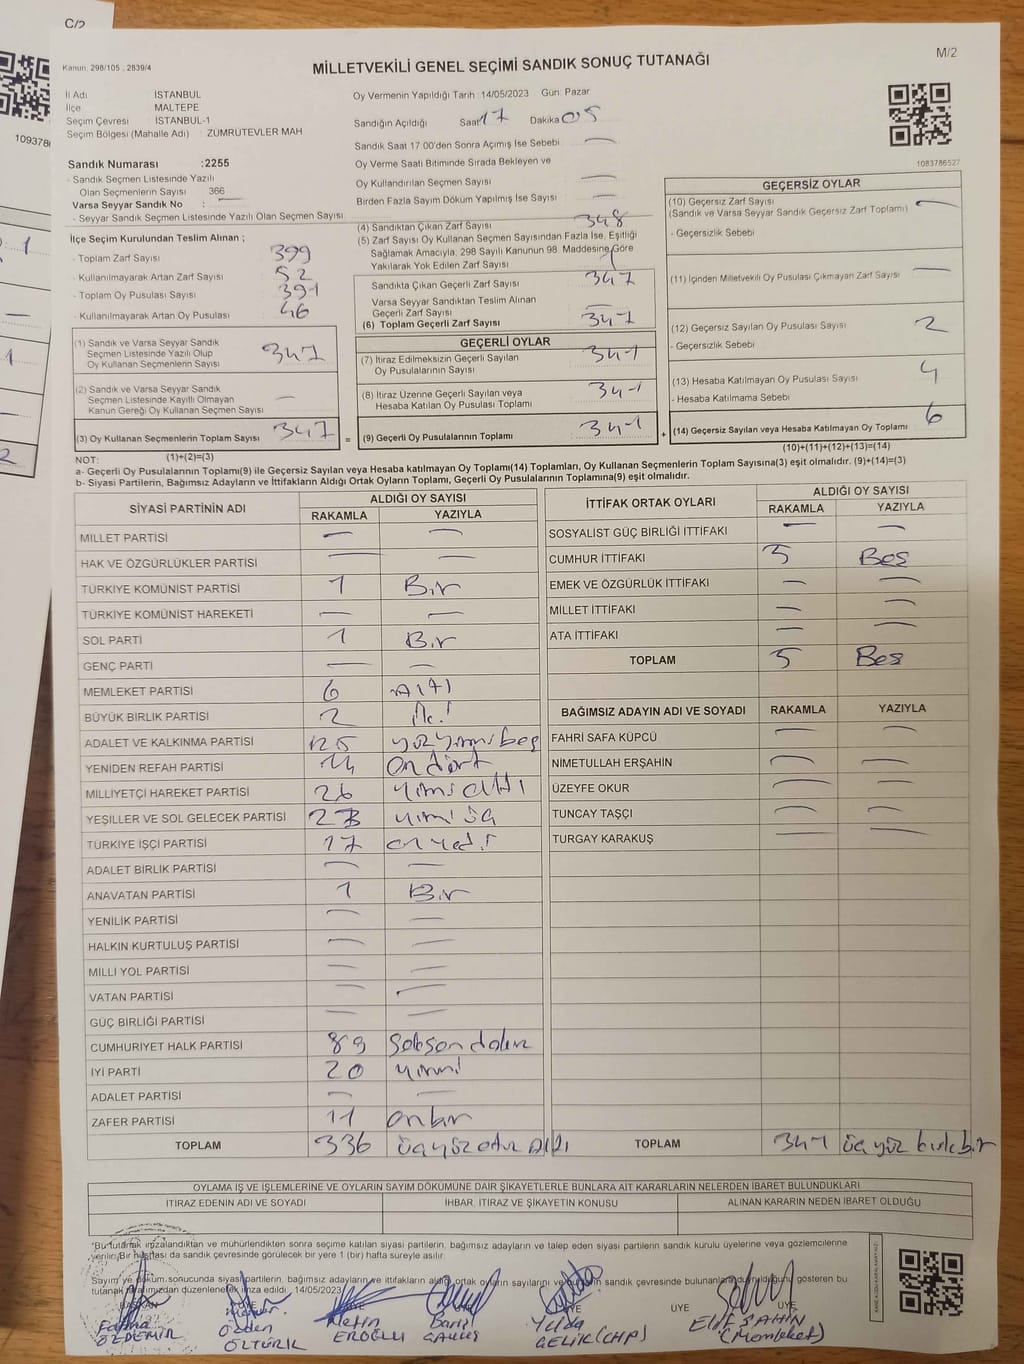 C/2
M/2
Kanun: 298/105 , 2839/4
MİLLETVEKİLİ GENEL SEÇİMİ SANDIK SONUÇ TUTANAĞI
İl Adı İSTANBUL
İlçe MALTEPE
Seçim Çevresi İSTANBUL-1
Seçim Bölgesi (Mahalle Adı) : ZÜMRÜTEVLER MAH
Oy Vermenin Yapıldığı Tarih 14/05/2023 Gün: Pazar
Sandığın Açıldığı Saat 17 Dakika 05
Sandık Saat 17:00'den Sonra Açımış İse Sebebi —
Oy Verme Saati Bitiminde Sırada Bekleyen ve
Oy Kullandırılan Seçmen Sayısı —
Birden Fazla Sayım Döküm Yapılmış İse Sayısı —
1083786527
Sandık Numarası :2255
- Sandık Seçmen Listesinde Yazılı
Olan Seçmenlerin Sayısı 366
Varsa Seyyar Sandık No :
- Seyyar Sandık Seçmen Listesinde Yazılı Olan Seçmen Sayısı
İlçe Seçim Kurulundan Teslim Alınan ;
- Toplam Zarf Sayısı 399
- Kullanılmayarak Artan Zarf Sayısı 52
- Toplam Oy Pusulası Sayısı 391
- Kullanılmayarak Artan Oy Pusulası 46
(1) Sandık ve Varsa Seyyar Sandık
Seçmen Listesinde Yazılı Olup
Oy Kullanan Seçmenlerin Sayısı 347
(2) Sandık ve Varsa Seyyar Sandık
Seçmen Listesinde Kayıtlı Olmayan
Kanun Gereği Oy Kullanan Seçmen Sayısı —
(3) Oy Kullanan Seçmenlerin Toplam Sayısı 347 =
(4) Sandıktan Çıkan Zarf Sayısı 348
(5) Zarf Sayısı Oy Kullanan Seçmen Sayısından Fazla İse, Eşitliği
Sağlamak Amacıyla, 298 Sayılı Kanunun 98. Maddesine Göre
Yakılarak Yok Edilen Zarf Sayısı 1
Sandıkta Çıkan Geçerli Zarf Sayısı 347
Varsa Seyyar Sandıktan Teslim Alınan
Geçerli Zarf Sayısı —
(6) Toplam Geçerli Zarf Sayısı 347
GEÇERLİ OYLAR
(7) İtiraz Edilmeksizin Geçerli Sayılan
Oy Pusulalarının Sayısı 341
(8) İtiraz Üzerine Geçerli Sayılan veya
Hesaba Katılan Oy Pusulaları Toplamı 341
(9) Geçerli Oy Pusulalarının Toplamı 341 +
GEÇERSİZ OYLAR
(10) Geçersiz Zarf Sayısı
(Sandık ve Varsa Seyyar Sandık Geçersiz Zarf Toplamı) —
- Geçersizlik Sebebi
(11) İçinden Milletvekili Oy Pusulası Çıkmayan Zarf Sayısı —
(12) Geçersiz Sayılan Oy Pusulası Sayısı 2
- Geçersizlik Sebebi
(13) Hesaba Katılmayan Oy Pusulası Sayısı 4
- Hesaba Katılmama Sebebi
(14) Geçersiz Sayılan veya Hesaba Katılmayan Oy Pusulası Toplamı 6
NOT: (1)+(2)=(3) (10)+(11)+(12)+(13)=(14)
a- Geçerli Oy Pusulalarının Toplamı(9) ile Geçersiz Sayılan veya Hesaba katılmayan Oy Toplamı(14) Toplamları, Oy Kullanan Seçmenlerin Toplam Sayısına(3) eşit olmalıdır. (9)+(14)=(3)
b- Siyasi Partilerin, Bağımsız Adayların ve İttifakların Aldığı Ortak Oyların Toplamı, Geçerli Oy Pusulalarının Toplamına(9) eşit olmalıdır.
SİYASİ PARTİNİN ADI ALDIĞI OY SAYISI
RAKAMLA YAZIYLA
MİLLET PARTİSİ — —
HAK VE ÖZGÜRLÜKLER PARTİSİ — —
TÜRKİYE KOMÜNİST PARTİSİ 1 Bir
TÜRKİYE KOMÜNİST HAREKETİ — —
SOL PARTİ 1 Bir
GENÇ PARTİ — —
MEMLEKET PARTİSİ 6 Altı
BÜYÜK BİRLİK PARTİSİ 2 İki
ADALET VE KALKINMA PARTİSİ 125 yüzyirmibeş
YENİDEN REFAH PARTİSİ 14 on dört
MİLLİYETÇİ HAREKET PARTİSİ 26 yirmi altı
YEŞİLLER VE SOL GELECEK PARTİSİ 23 yirmi üç
TÜRKİYE İŞÇİ PARTİSİ 17 on yedi
ADALET BİRLİK PARTİSİ — —
ANAVATAN PARTİSİ 1 Bir
YENİLİK PARTİSİ — —
HALKIN KURTULUŞ PARTİSİ — —
MİLLİ YOL PARTİSİ — —
VATAN PARTİSİ — —
GÜÇ BİRLİĞİ PARTİSİ — —
CUMHURİYET HALK PARTİSİ 89 seksen dokuz
İYİ PARTİ 20 yirmi
ADALET PARTİSİ — —
ZAFER PARTİSİ 11 onbir
TOPLAM 336 üç yüz otuz altı
İTTİFAK ORTAK OYLARI ALDIĞI OY SAYISI
RAKAMLA YAZIYLA
SOSYALİST GÜÇ BİRLİĞİ İTTİFAKI — —
CUMHUR İTTİFAKI 5 Beş
EMEK VE ÖZGÜRLÜK İTTİFAKI — —
MİLLET İTTİFAKI — —
ATA İTTİFAKI — —
TOPLAM 5 Beş
BAĞIMSIZ ADAYIN ADI VE SOYADI RAKAMLA YAZIYLA
FAHRİ SAFA KÜPCÜ — —
NİMETULLAH ERŞAHİN — —
ÜZEYFE OKUR — —
TUNCAY TAŞÇI — —
TURGAY KARAKUŞ — —
TOPLAM 341 üç yüz kırk bir
OYLAMA İŞ VE İŞLEMLERİNE VE OYLARIN SAYIM DÖKÜMÜNE DAİR ŞİKAYETLERLE BUNLARA AİT KARARLARIN NELERDEN İBARET BULUNDUKLARI
İTİRAZ EDENİN ADI VE SOYADI İHBAR, İTİRAZ VE ŞİKAYETİN KONUSU ALINAN KARARIN NEDEN İBARET OLDUĞU
"Bu tutanak imzalandıktan ve mühürlendikten sonra seçime katılan siyasi partilerin, bağımsız adayların ve talep eden siyasi partilerin sandık kurulu üyelerine veya gözlemcilerine
verilir. Bir nüshası da sandık çevresinde görülecek bir yere 1 (bir) hafta süreyle asılır.
Sayım ve döküm sonucunda siyasi partilerin, bağımsız adayların ve ittifakların aldığı ortak oyların sayılarını ve sandık çevresinde bulunanlara gösteren bu
tutanak tarafımızdan düzenlenerek imza edildi. 14/05/2023
BAŞKAN ÜYE ÜYE ÜYE ÜYE ÜYE
Fatma ÖZDEMİR
Özden ÖZTÜRK
Metin EROĞLU
Barış
Yelda ÇELİK (CHP)
Elif ŞAHİN (Memleket)